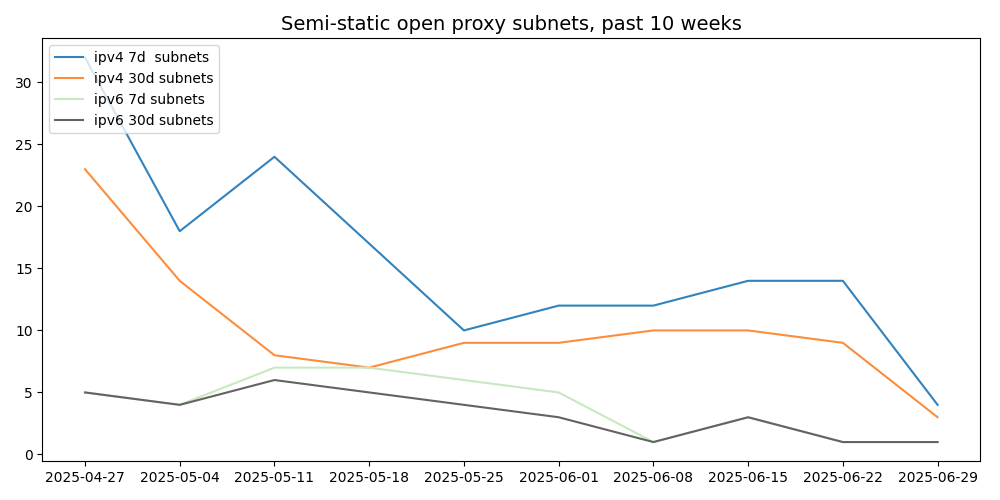 Semi-static open proxy subnets, past 10 weeks
ipv4 7d  subnets
ipv4 30d subnets
ipv6 7d subnets
ipv6 30d subnets
30
25
20
15
10
5
0
2025-04-27 2025-05-04 2025-05-11 2025-05-18 2025-05-25 2025-06-01 2025-06-08 2025-06-15 2025-06-22 2025-06-29